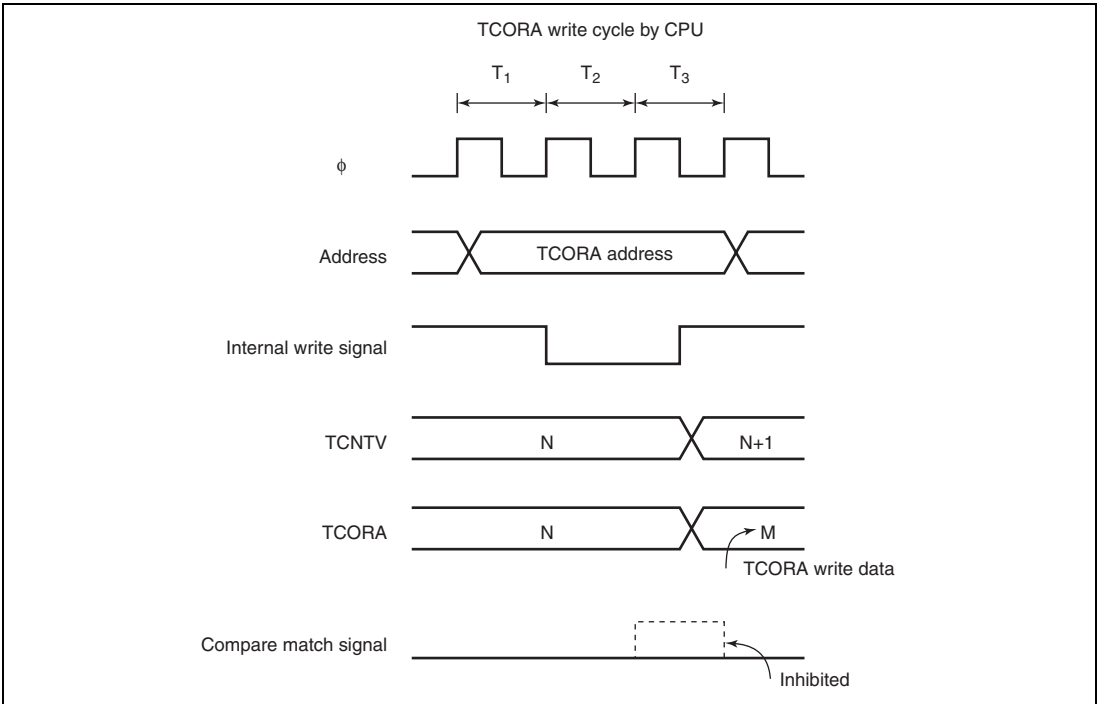 TCORA write cycle by CPU
T1 T2 T3
ϕ
Address
TCORA address
Internal write signal
TCNTV
N
N+1
TCORA
N
M
TCORA write data
Compare match signal
Inhibited